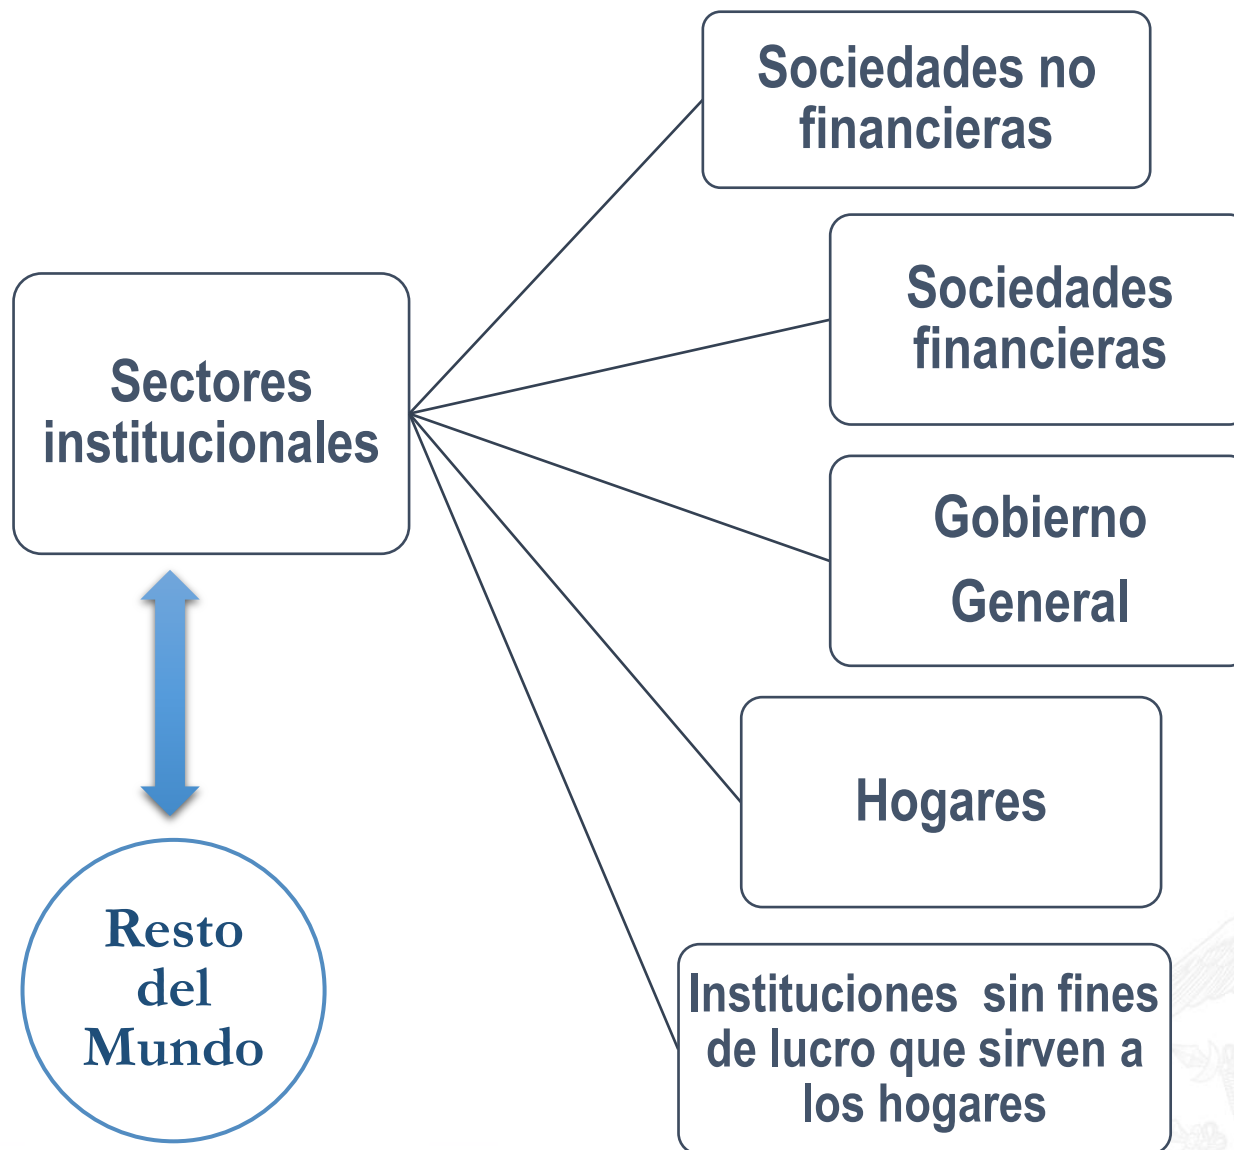 Sociedades no
financieras
Sociedades
financieras
Sectores
institucionales
Gobierno
General
Hogares
Resto
del
Mundo
Instituciones sin fines
de lucro que sirven a
los hogares